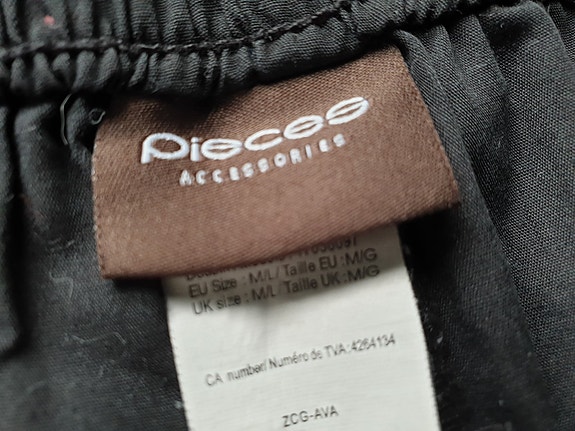 Pieces
ACCESSORIES
EU Size : M/L/ Taille EU : M/G
UK size : M/L/ Taille UK : M/G
CA number/ Numéro de TVA: 4264134
ZCG-AVA